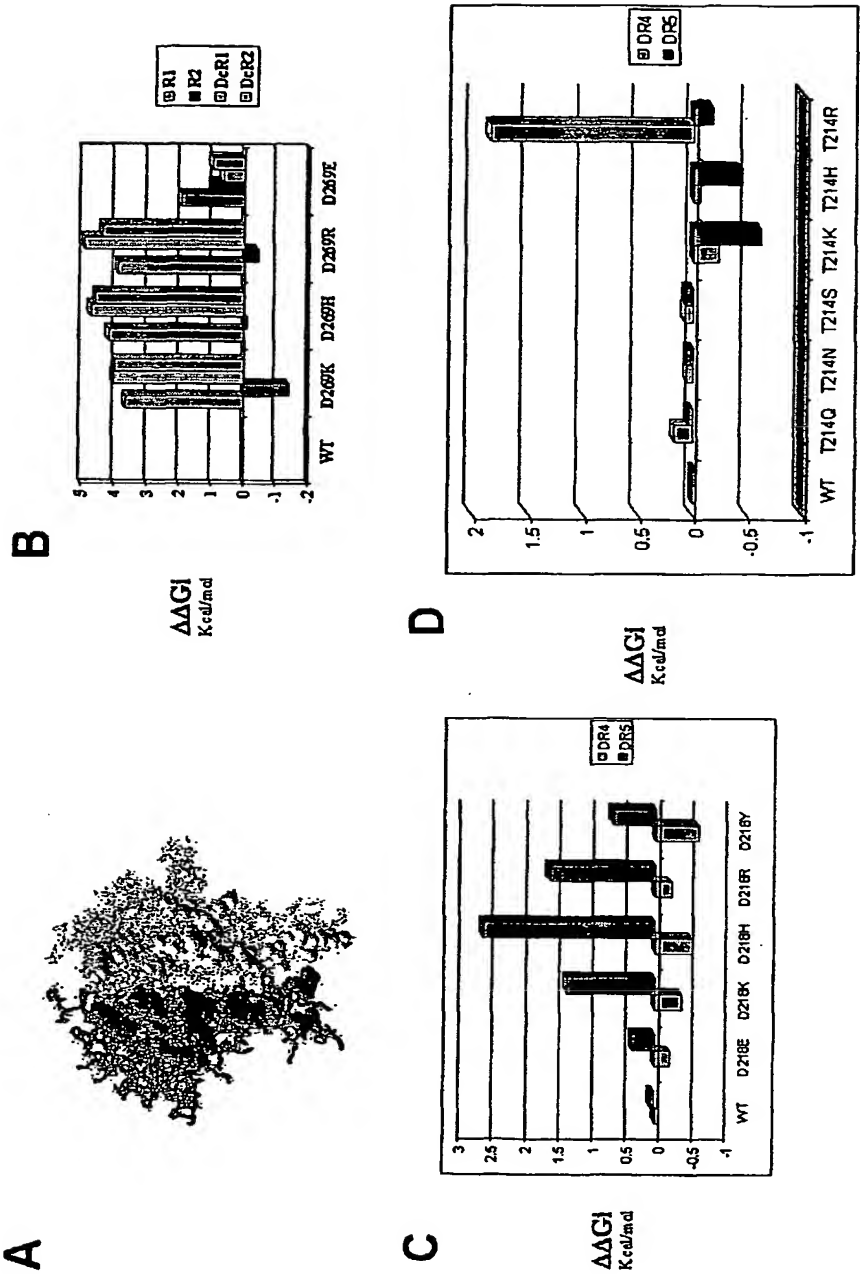 A
B
ΔΔGi
Kcal/mol
5
4
3
2
1
0
-1
-2
WT D269K D269H D269R D269E
R1
R2
DcR1
DcR2
C
ΔΔGi
Kcal/mol
3
2.5
2
1.5
1
0.5
0
-0.5
-1
WT D218E D218K D218H D218R D218Y
DR4
DR5
D
ΔΔGi
Kcal/mol
2
1.5
1
0.5
0
-0.5
-1
WT T214Q T214N T214S T214K T214H T214R
DR4
DR5